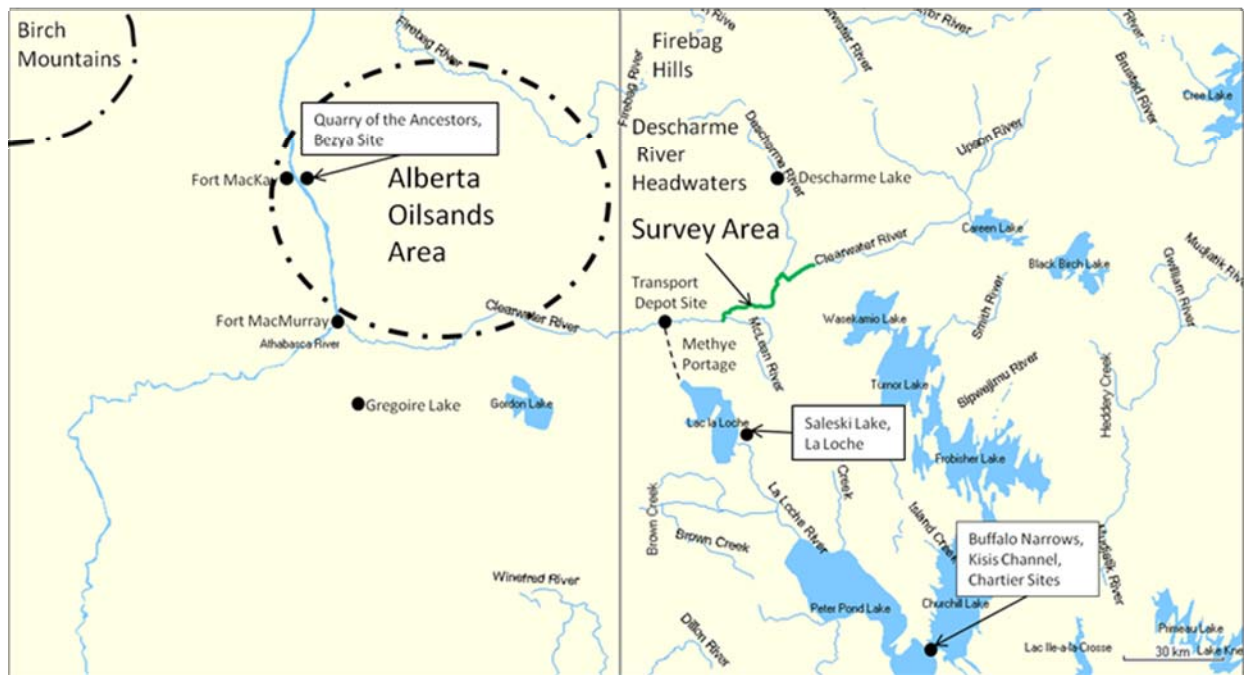 Birch
Mountains
Firebag River
Quarry of the Ancestors,
Bezya Site
Fort MacKay
Alberta
Oilsands
Area
Fort MacMurray
Athabasca River
Clearwater River
Gregoire Lake
Gordon Lake
Winefred River
Firebag
Hills
Firebag River
Descharme
River
Headwaters
Descharme River
Descharme Lake
Survey Area
Clearwater River
Upson River
Brustad River
Cree Lake
Careen Lake
Black Birch Lake
Mudjatik
Gwillam River
Transport
Depot Site
Methye
Portage
McLean River
Wasekamio Lake
Smith River
Turnor Lake
Frobisher Lake
Heddery Creek
Lac la Loche
Saleski Lake,
La Loche
Creek
Brown Creek
Brown Creek
La Loche River
Island Creek
Buffalo Narrows,
Kisis Channel,
Chartier Sites
Mudjatik River
Peter Pond Lake
Churchill Lake
Dillon River
Lac Ile-a-la-Crosse
Primeau Lake
30 km